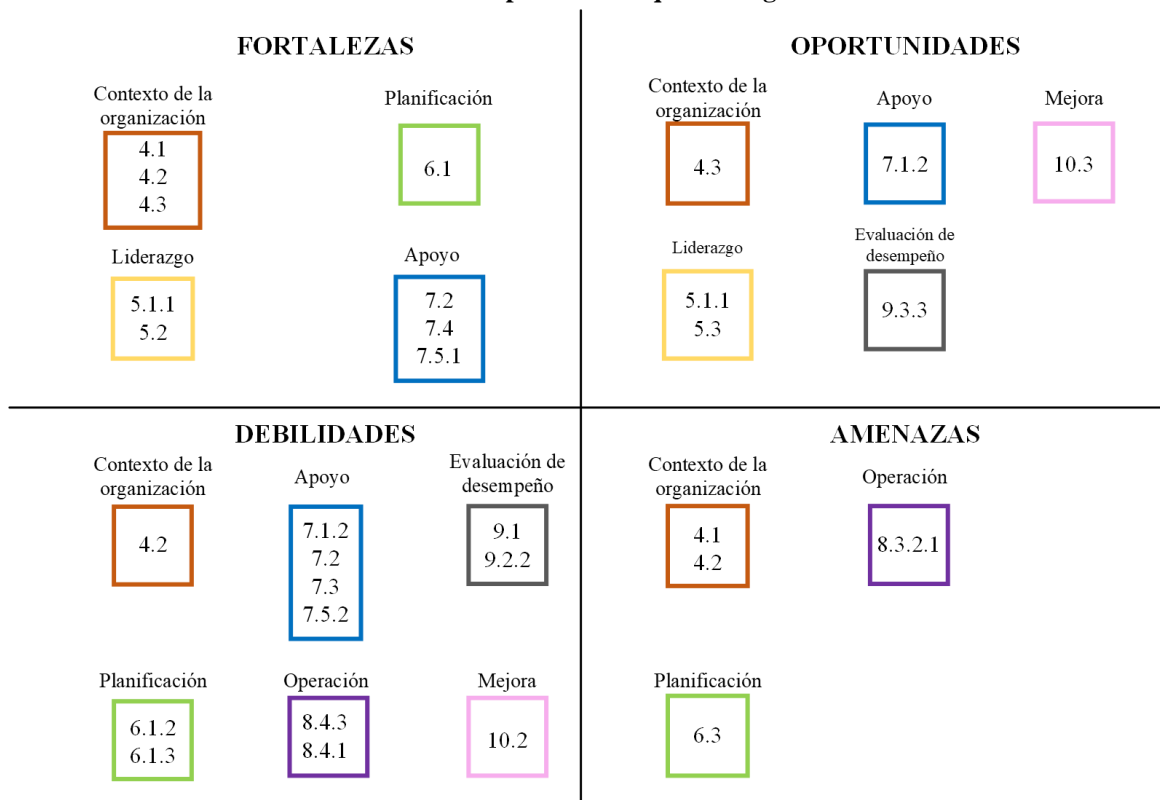 FORTALEZAS
Contexto de la
organización
4.1
4.2
4.3
Planificación
6.1
Liderazgo
5.1.1
5.2
Apoyo
7.2
7.4
7.5.1
OPORTUNIDADES
Contexto de la
organización
4.3
Apoyo
7.1.2
Mejora
10.3
Liderazgo
5.1.1
5.3
Evaluación de
desempeño
9.3.3
DEBILIDADES
Contexto de la
organización
4.2
Apoyo
7.1.2
7.2
7.3
7.5.2
Evaluación de
desempeño
9.1
9.2.2
Planificación
6.1.2
6.1.3
Operación
8.4.3
8.4.1
Mejora
10.2
AMENAZAS
Contexto de la
organización
4.1
4.2
Operación
8.3.2.1
Planificación
6.3